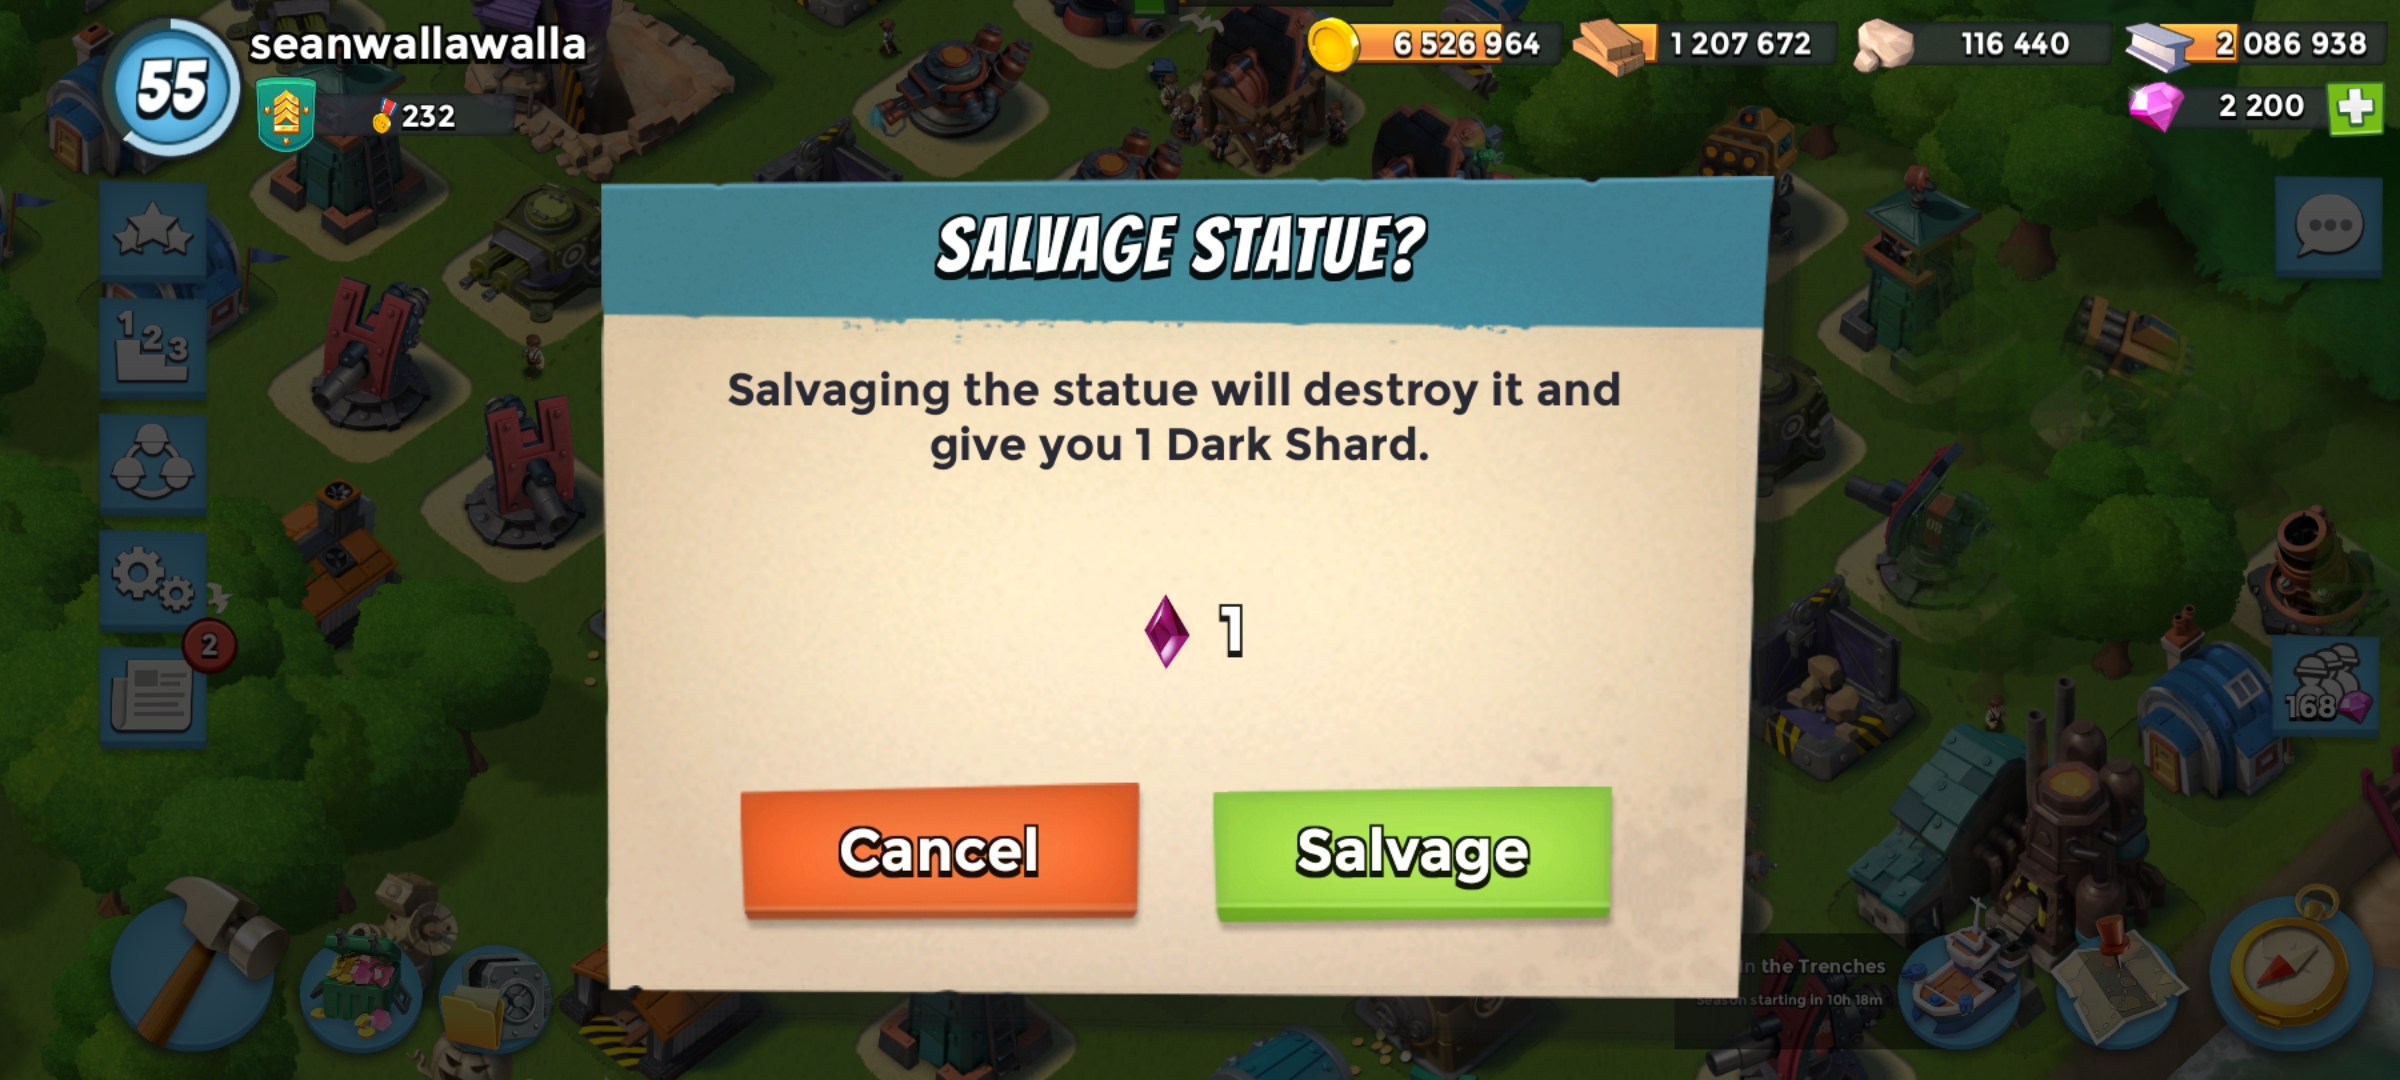 55
seanwallawalla
232
6 526 964
1 207 672
116 440
2 086 938
2 200
123
2
SALVAGE STATUE?
Salvaging the statue will destroy it and
give you 1 Dark Shard.
1
Cancel
Salvage
168
n the Trenches
Season starting in 10h 18m